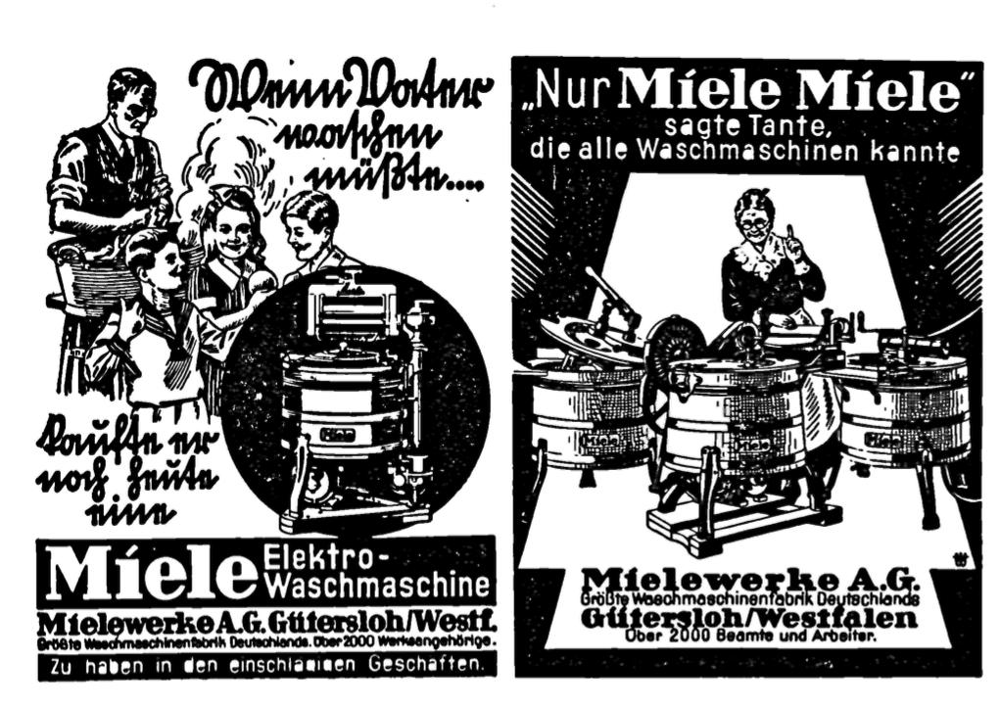 Wenn Vater
waschen
müßte....
Miele
kaufte er
noch heute
eine
Miele Elektro-
Waschmaschine
Mielewerke A.G. Gütersloh/Westf.
Größte Waschmaschinenfabrik Deutschlands. Über 2000 Werksangehörige.
Zu haben in den einschlägigen Geschäften.
„Nur Miele Miele“
sagte Tante,
die alle Waschmaschinen kannte
Miele
Miele
Miele
Mielewerke A.G.
Größte Waschmaschinenfabrik Deutschlands
Gütersloh/Westfalen
Über 2000 Beamte und Arbeiter.